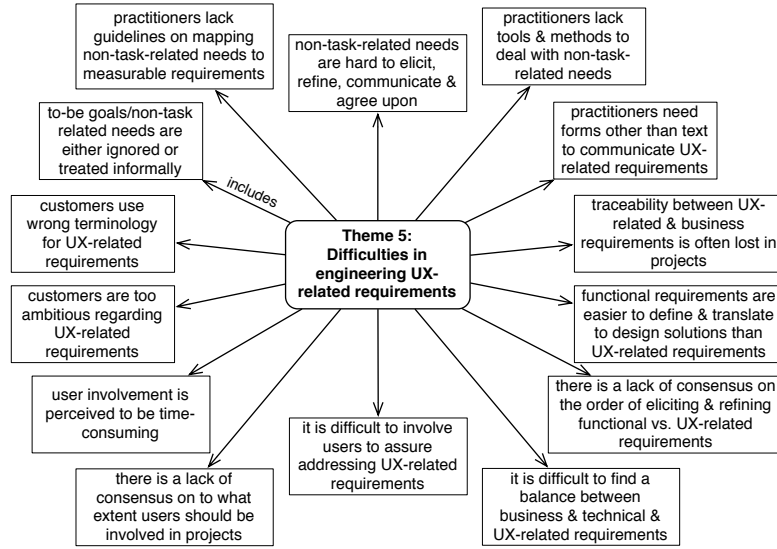 practitioners lack
guidelines on mapping
non-task-related needs to
measurable requirements
non-task-related needs
are hard to elicit,
refine, communicate &
agree upon
practitioners lack
tools & methods to
deal with non-task-
related needs
to-be goals/non-task
related needs are
either ignored or
treated informally
practitioners need
forms other than text
to communicate UX-
related requirements
includes
customers use
wrong terminology
for UX-related
requirements
Theme 5:
Difficulties in
engineering UX-
related requirements
traceability between UX-
related & business
requirements is often lost in
projects
customers are too
ambitious regarding
UX-related
requirements
functional requirements are
easier to define & translate
to design solutions than
UX-related requirements
user involvement is
perceived to be time-
consuming
it is difficult to involve
users to assure
addressing UX-related
requirements
there is a lack of consensus on
the order of eliciting & refining
functional vs. UX-related
requirements
there is a lack of
consensus on to what
extent users should be
involved in projects
it is difficult to find a
balance between
business & technical &
UX-related requirements